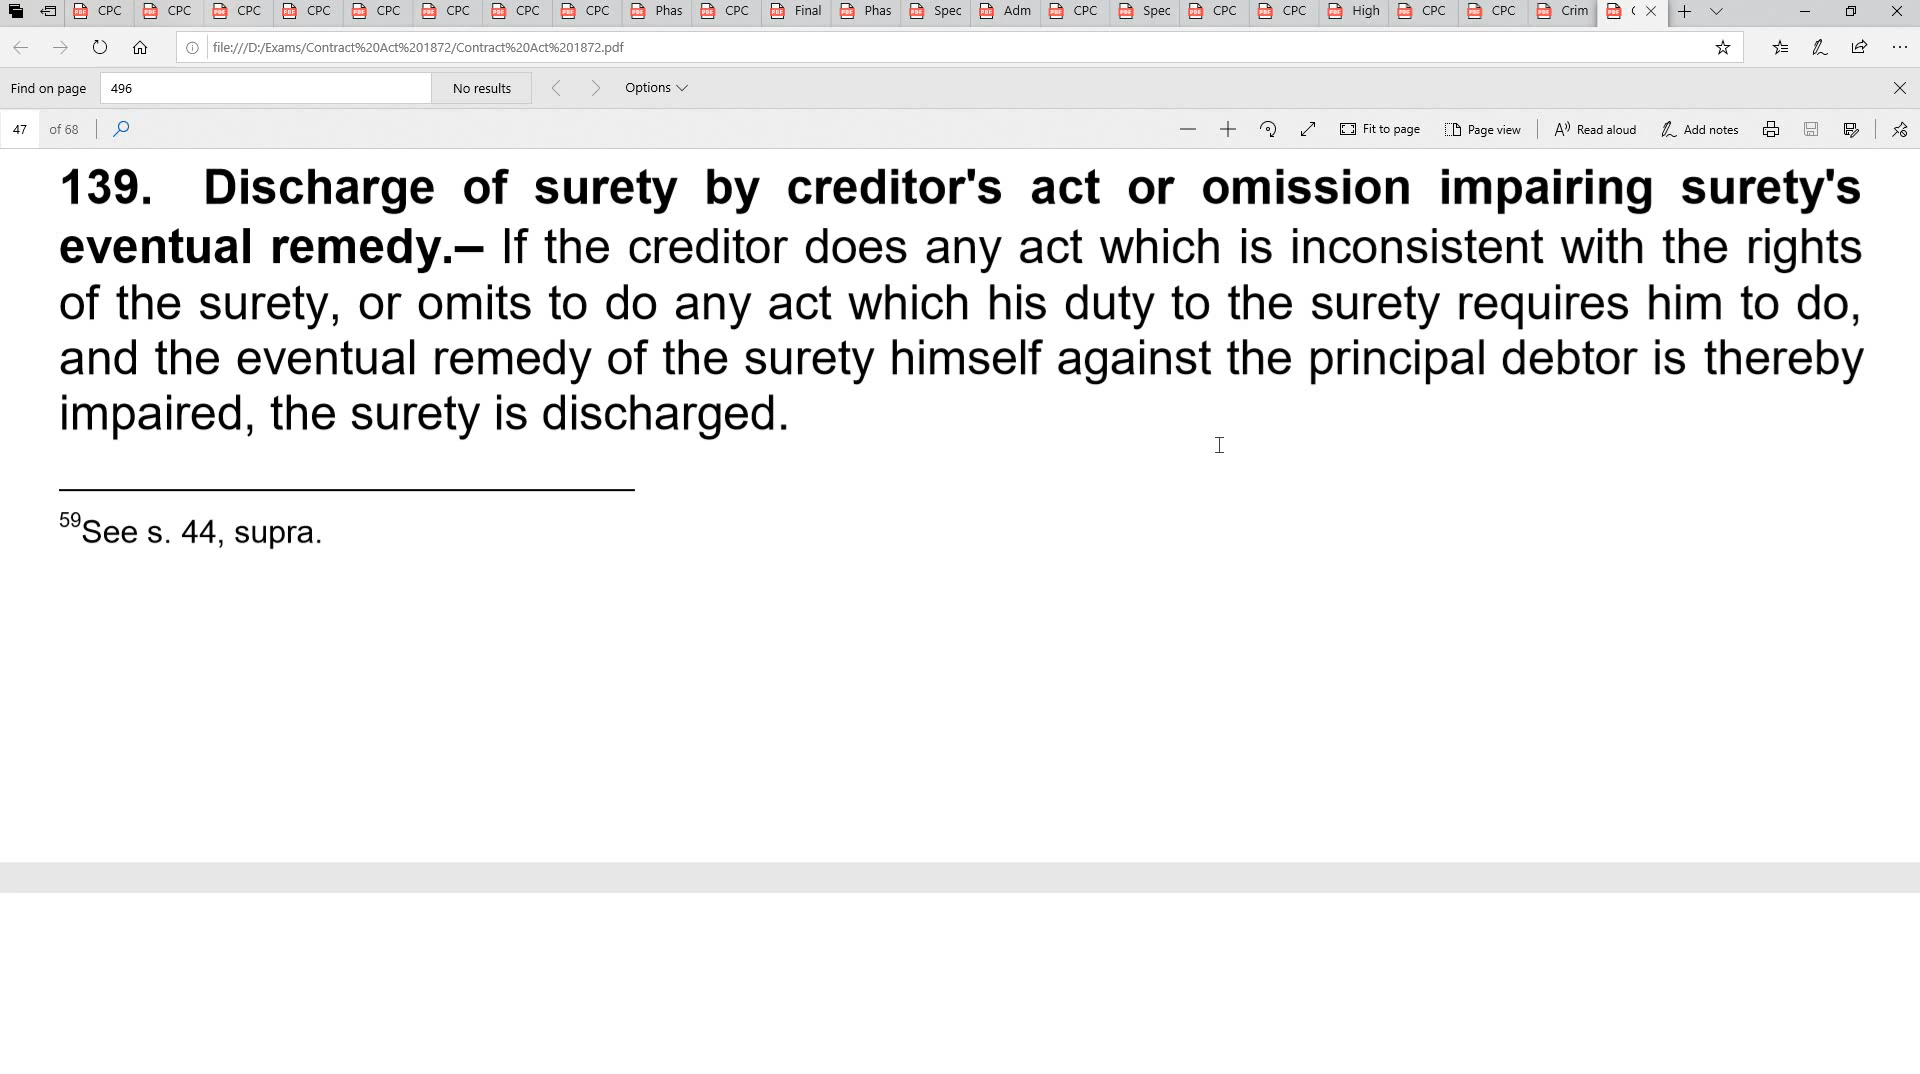 CPC CPC CPC CPC CPC CPC CPC CPC Phas CPC Final Phas Spec Adm CPC Spec CPC CPC High CPC CPC Crim
file:///D:/Exams/Contract%20Act%201872/Contract%20Act%201872.pdf
Find on page 496 No results Options
47 of 68 Fit to page Page view Read aloud Add notes
139. Discharge of surety by creditor's act or omission impairing surety's
eventual remedy.– If the creditor does any act which is inconsistent with the rights
of the surety, or omits to do any act which his duty to the surety requires him to do,
and the eventual remedy of the surety himself against the principal debtor is thereby
impaired, the surety is discharged.
59See s. 44, supra.